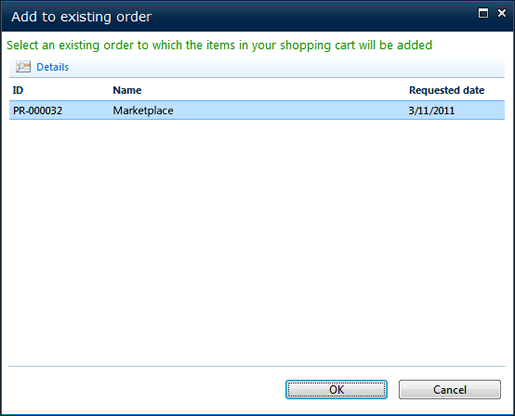 Add to existing order
Select an existing order to which the items in your shopping cart will be added
Details
ID Name Requested date
PR-000032 Marketplace 3/11/2011
OK Cancel